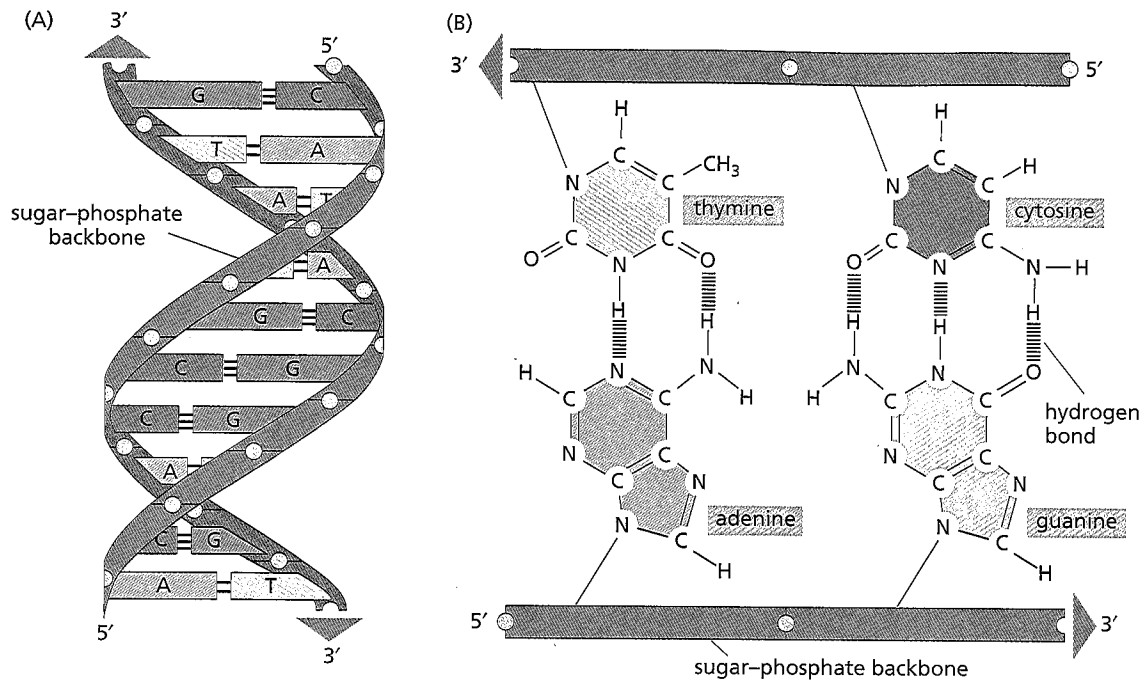 (A)
3′
5′
G C
T A
A T
sugar–phosphate
backbone
A
G C
C G
C G
A
C G
A T
5′
3′
(B)
3′ 5′
H H
C C H
C CH₃
N C N C
thymine cytosine
C C C C
O N O O N N H
H H
H H H O
hydrogen
bond
H N N N N O
C C H H C C
N C N C
C N C N
adenine guanine
N C N C
H H
5′ 3′
sugar–phosphate backbone